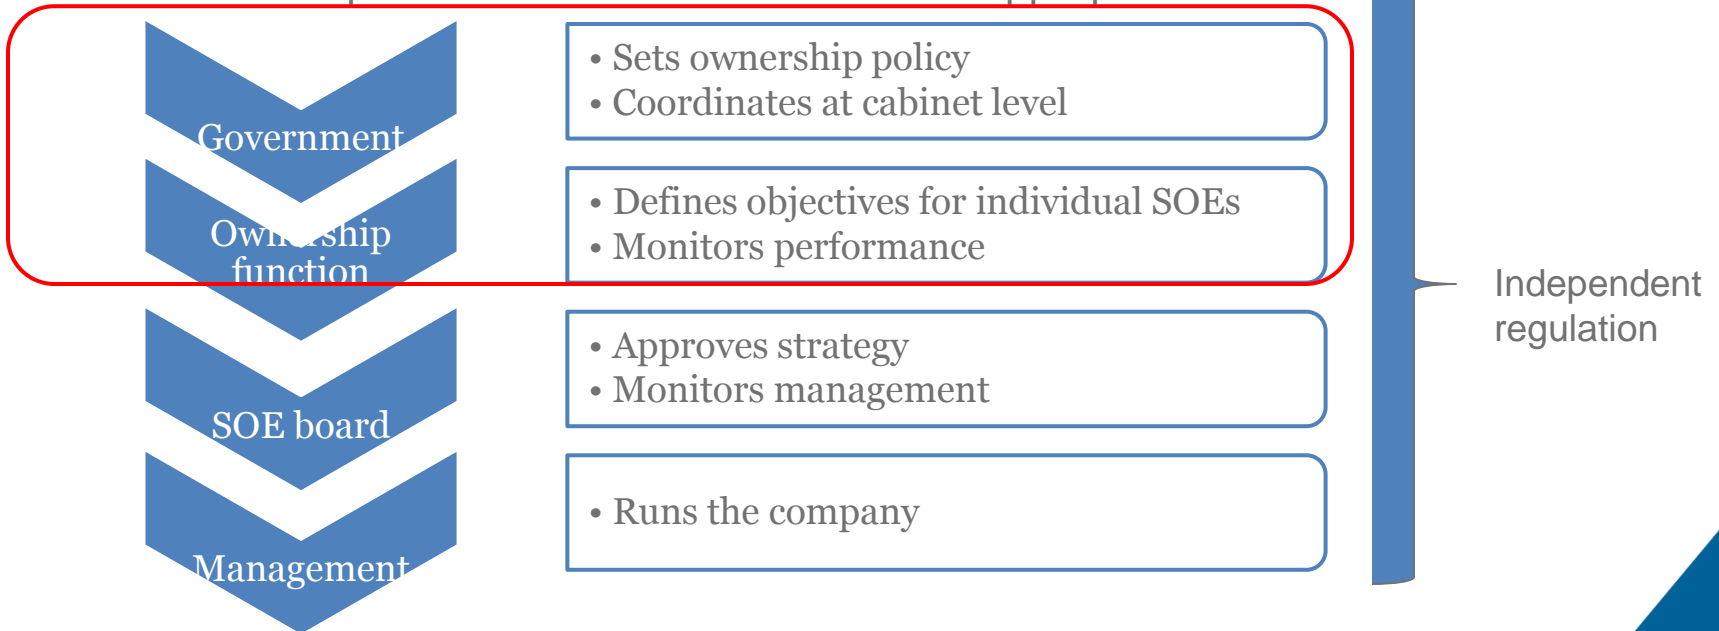 Government
• Sets ownership policy
• Coordinates at cabinet level
Ownership
function
• Defines objectives for individual SOEs
• Monitors performance
SOE board
• Approves strategy
• Monitors management
Management
• Runs the company
Independent
regulation